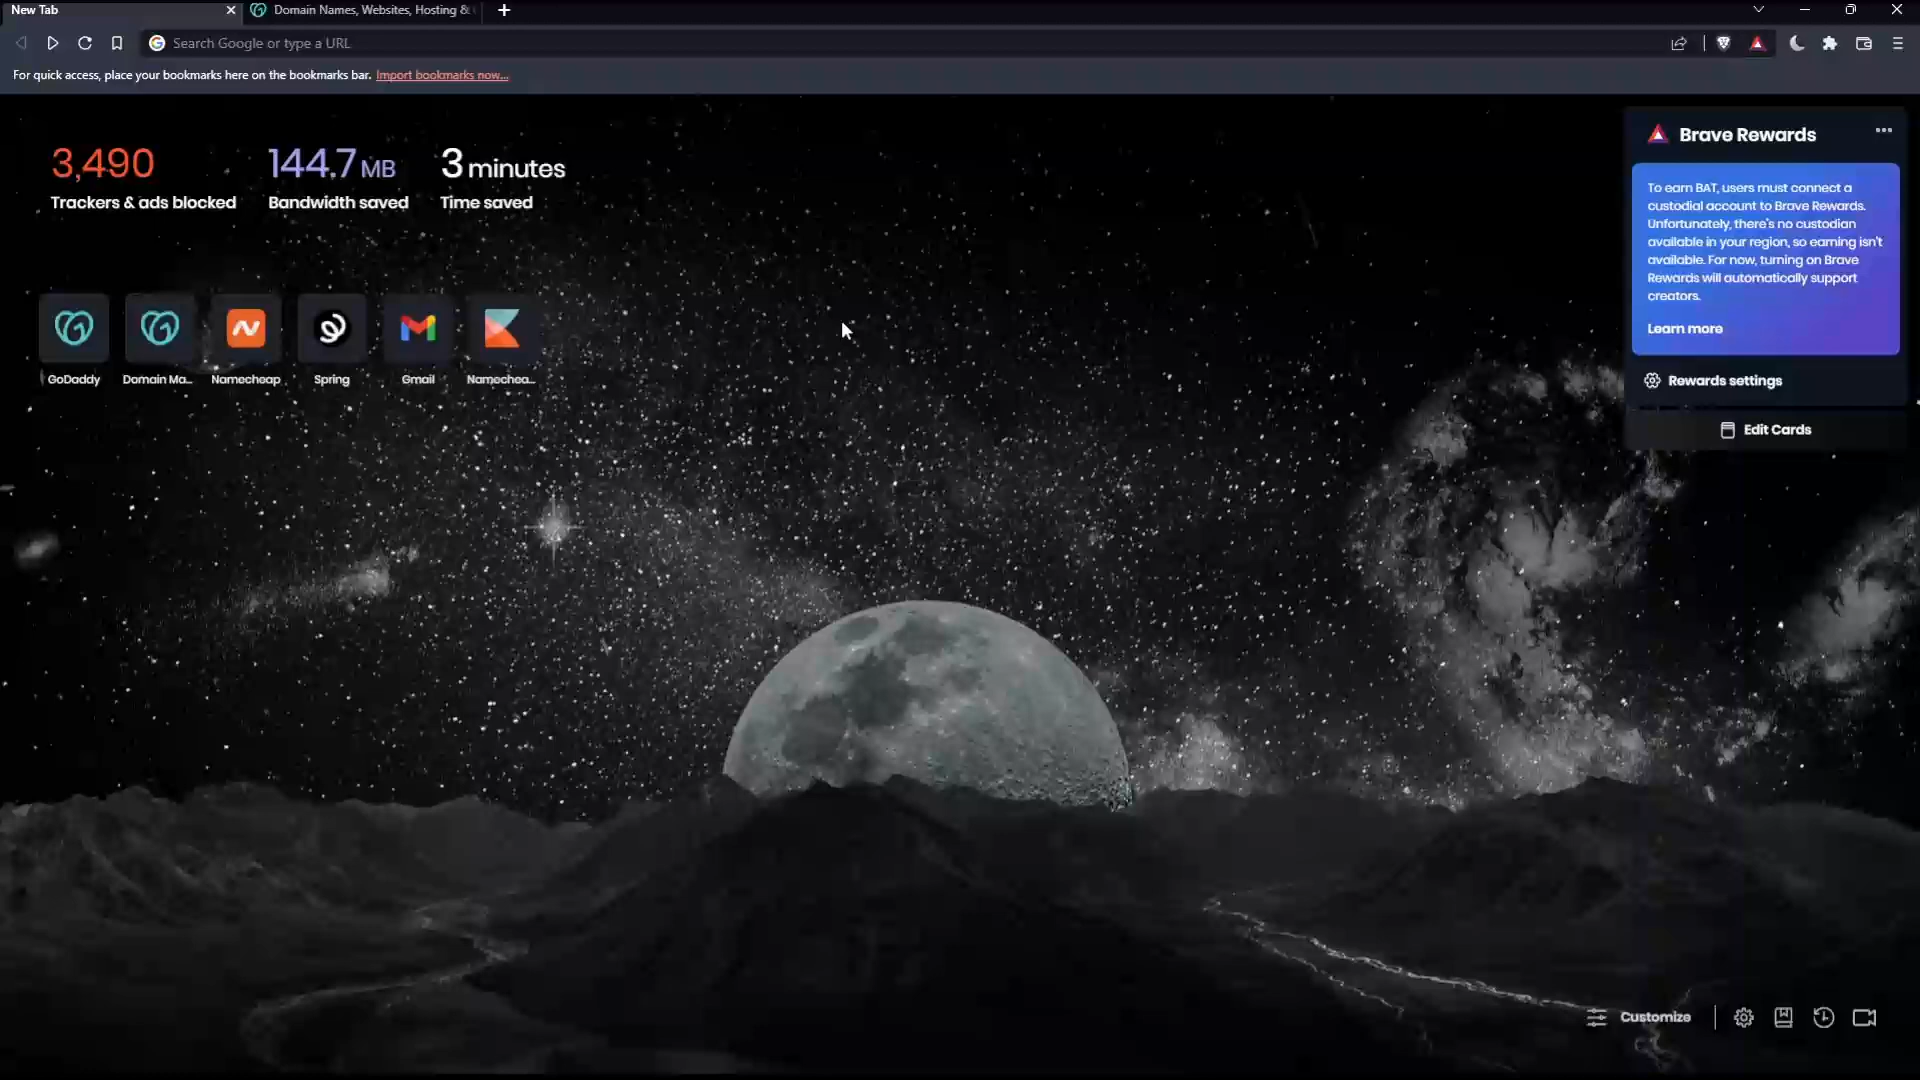 New Tab
Domain Names, Websites, Hosting &
Search Google or type a URL
For quick access, place your bookmarks here on the bookmarks bar. Import bookmarks now...
3,490
Trackers & ads blocked
144.7 MB
Bandwidth saved
3 minutes
Time saved
GoDaddy
Domain Ma...
Namecheap
Spring
Gmail
Namechea...
Brave Rewards
To earn BAT, users must connect a
custodial account to Brave Rewards.
Unfortunately, there's no custodian
available in your region, so earning isn't
available. For now, turning on Brave
Rewards will automatically support
creators.
Learn more
Rewards settings
Edit Cards
Customize